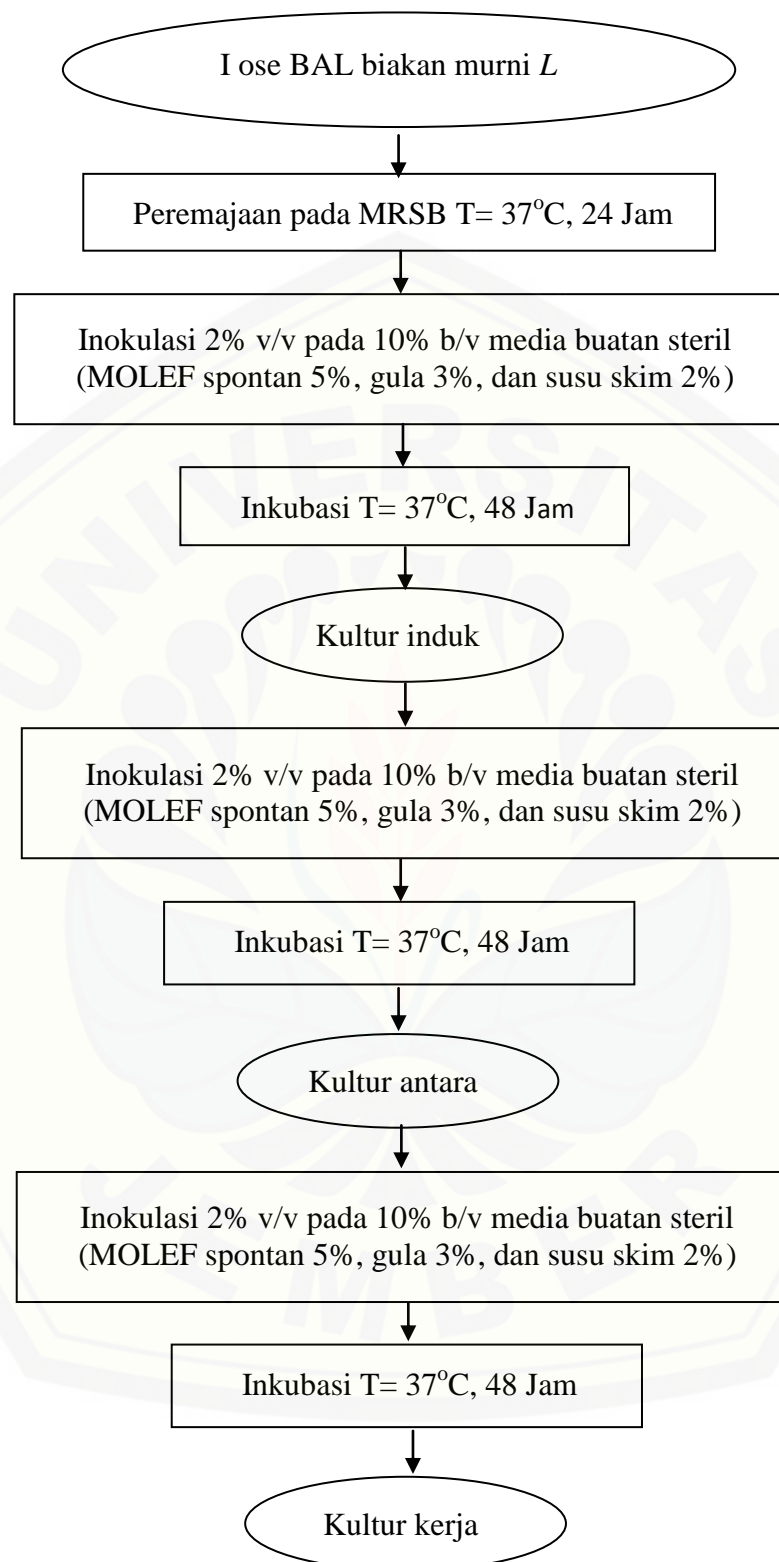 I ose BAL biakan murni L
Peremajaan pada MRSB T= 37°C, 24 Jam
Inokulasi 2% v/v pada 10% b/v media buatan steril
(MOLEF spontan 5%, gula 3%, dan susu skim 2%)
Inkubasi T= 37°C, 48 Jam
Kultur induk
Inokulasi 2% v/v pada 10% b/v media buatan steril
(MOLEF spontan 5%, gula 3%, dan susu skim 2%)
Inkubasi T= 37°C, 48 Jam
Kultur antara
Inokulasi 2% v/v pada 10% b/v media buatan steril
(MOLEF spontan 5%, gula 3%, dan susu skim 2%)
Inkubasi T= 37°C, 48 Jam
Kultur kerja
UNIVERSITAS
JEMBER